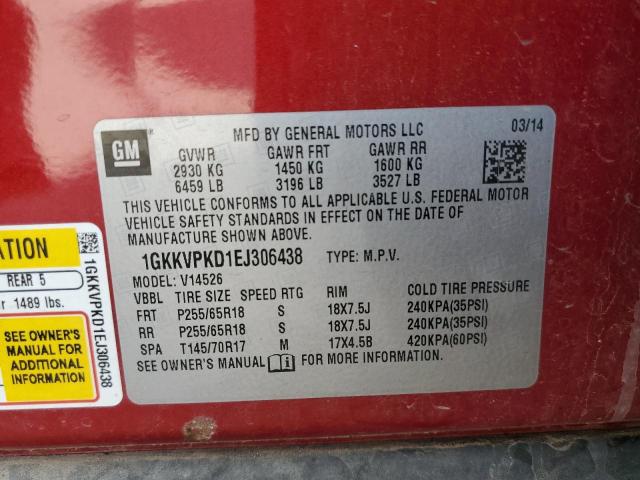 GM
MFD BY GENERAL MOTORS LLC 03/14
GVWR GAWR FRT GAWR RR
2930 KG 1450 KG 1600 KG
6459 LB 3196 LB 3527 LB
THIS VEHICLE CONFORMS TO ALL APPLICABLE U.S. FEDERAL MOTOR
VEHICLE SAFETY STANDARDS IN EFFECT ON THE DATE OF
MANUFACTURE SHOWN ABOVE.
1GKKVPKD1EJ306438 TYPE: M.P.V.
MODEL: V14526
VBBL TIRE SIZE SPEED RTG RIM COLD TIRE PRESSURE
FRT P255/65R18 S 18X7.5J 240KPA(35PSI)
RR P255/65R18 S 18X7.5J 240KPA(35PSI)
SPA T145/70R17 M 17X4.5B 420KPA(60PSI)
SEE OWNER'S MANUAL FOR MORE INFORMATION.
REAR 5
1489 lbs.
SEE OWNER'S
MANUAL FOR
ADDITIONAL
INFORMATION
1GKKVPKD1EJ306438